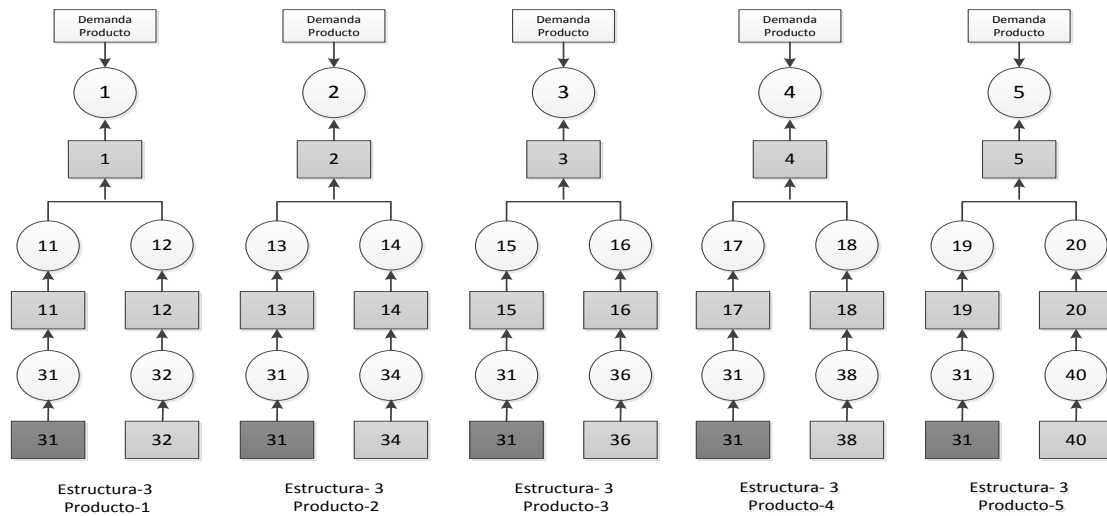 Demanda
Producto
Demanda
Producto
Demanda
Producto
Demanda
Producto
Demanda
Producto
1
2
3
4
5
1
2
3
4
5
11
12
13
14
15
16
17
18
19
20
11
12
13
14
15
16
17
18
19
20
31
32
31
34
31
36
31
38
31
40
31
32
31
34
31
36
31
38
31
40
Estructura-3
Producto-1
Estructura- 3
Producto-2
Estructura- 3
Producto-3
Estructura- 3
Producto-4
Estructura- 3
Producto-5